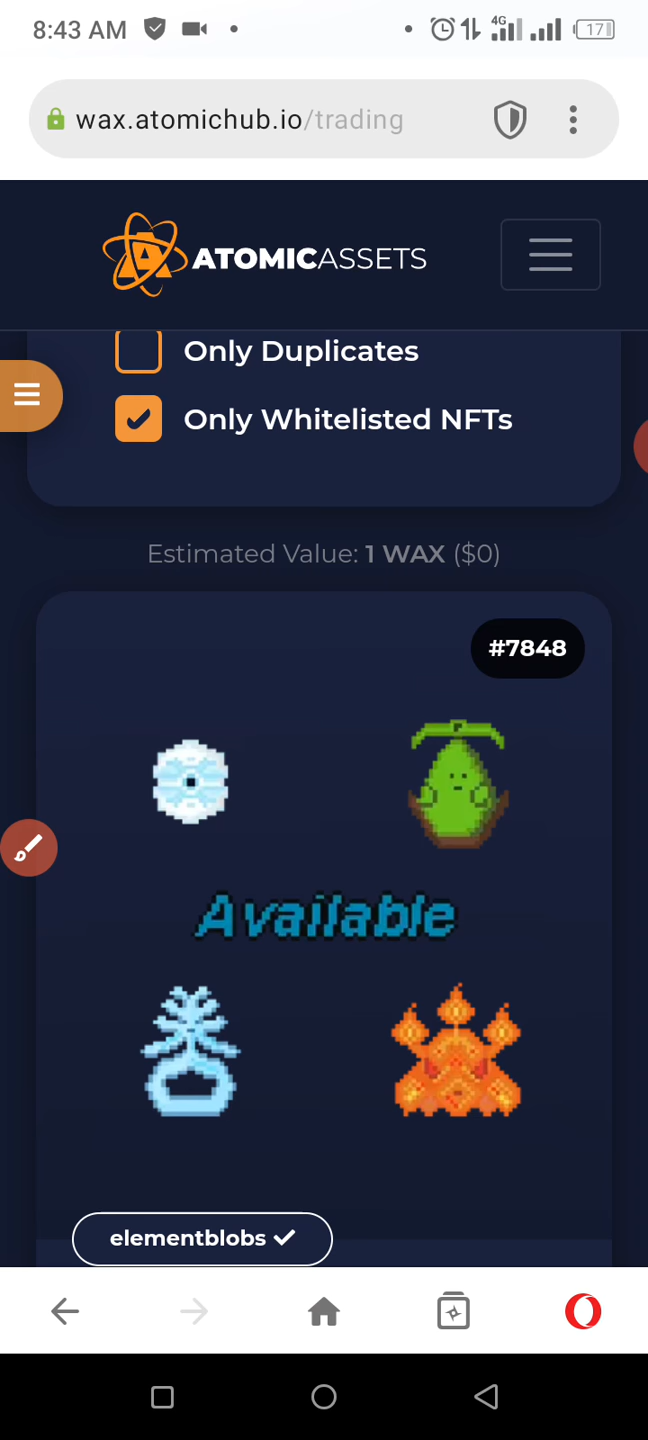 8:43 AM
4G
17
wax.atomichub.io/trading
ATOMICASSETS
Only Duplicates
Only Whitelisted NFTs
Estimated Value: 1 WAX ($0)
#7848
Available
elementblobs